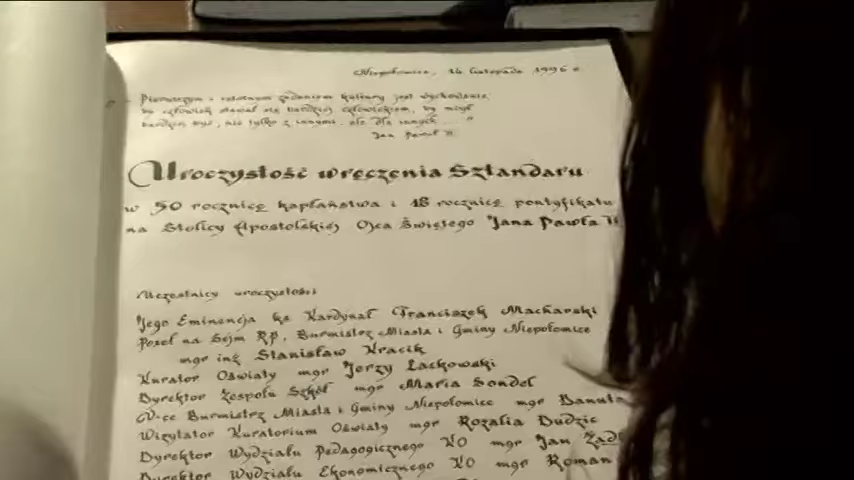 Niepołomice, 14 listopada 1996 r.
Pierwszym i istotnym zadaniem kultury jest wychowanie
by człowiek stawał się bardziej człowiekiem, by mógł
bardziej być, nie tylko z innymi, ale dla innych ... "
Jan Paweł II
Uroczystość wręczenia Sztandaru
w 50 rocznicę kapłaństwa i 18 rocznicę pontyfikatu
na Stolicy Apostolskiej Ojca Świętego Jana Pawła II
Uczestnicy uroczystości
Jego Eminencja ks Kardynał Franciszek Macharski
Poseł na Sejm RP, Burmistrz Miasta i Gminy Niepołomice
mgr inż Stanisław Kracik
Kurator Oświaty mgr Jerzy Lackowski
Dyrektor Zespołu Szkół mgr Maria Sondel
V-ce Burmistrz Miasta i Gminy Niepołomice mgr Danuta
Wizytator Kuratorium Oświaty mgr Rozalia Dudzic
Dyrektor Wydziału Pedagogicznego KO mgr Jan
Dyrektor Wydziału Ekonomicznego KO mgr Roman